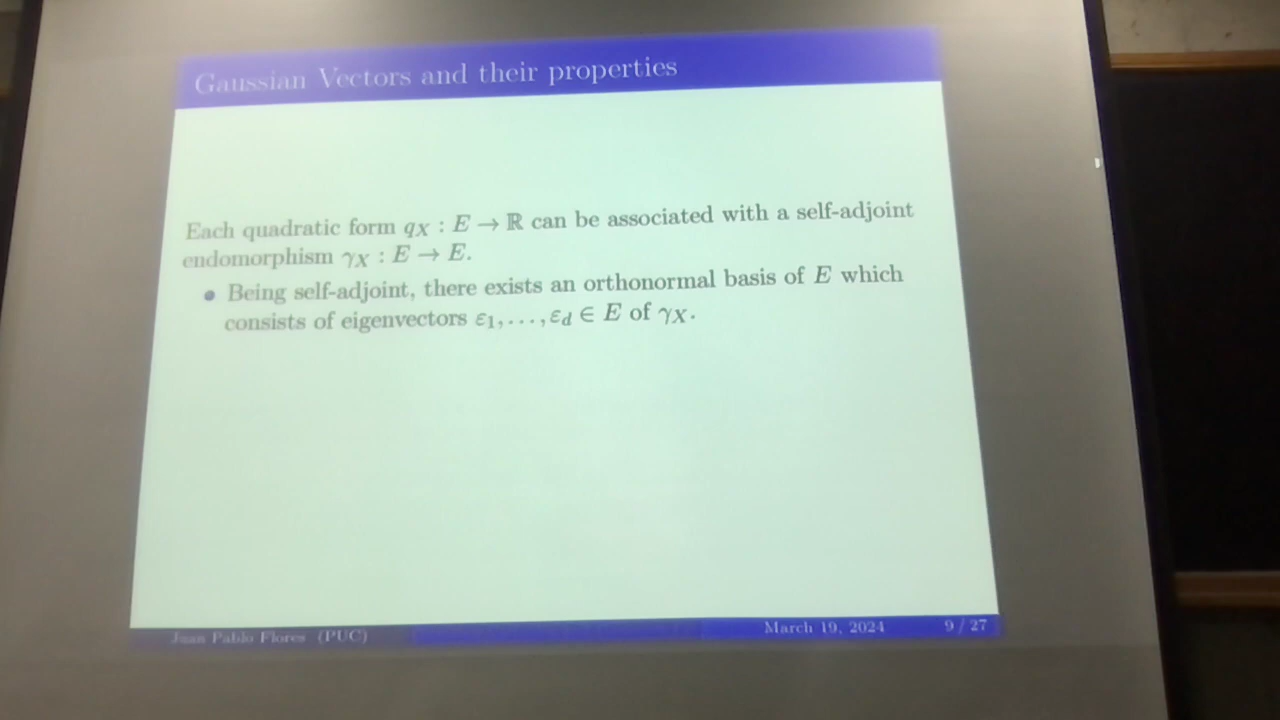 Gaussian Vectors and their properties
Each quadratic form qX : E → ℝ can be associated with a self-adjoint
endomorphism γX : E → E.
• Being self-adjoint, there exists an orthonormal basis of E which
consists of eigenvectors ε1, . . . , εd ∈ E of γX.
Juan Pablo Flores (PUC)
March 19, 2024
9 / 27